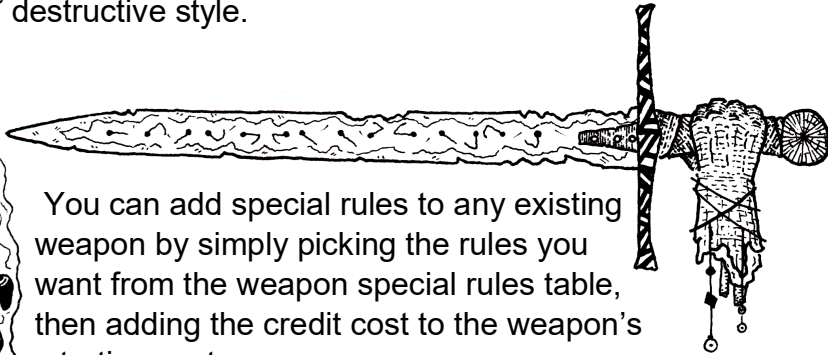 destructive style.
You can add special rules to any existing
weapon by simply picking the rules you
want from the weapon special rules table,
then adding the credit cost to the weapon’s